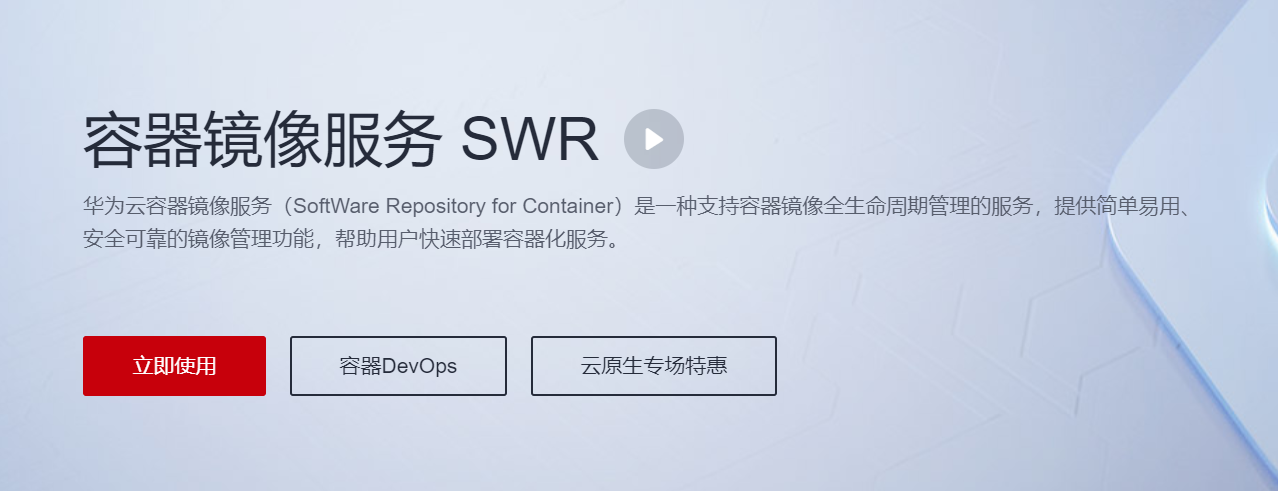 容器镜像服务 SWR
华为云容器镜像服务（SoftWare Repository for Container）是一种支持容器镜像全生命周期管理的服务，提供简单易用、
安全可靠的镜像管理功能，帮助用户快速部署容器化服务。
立即使用
容器DevOps
云原生专场特惠